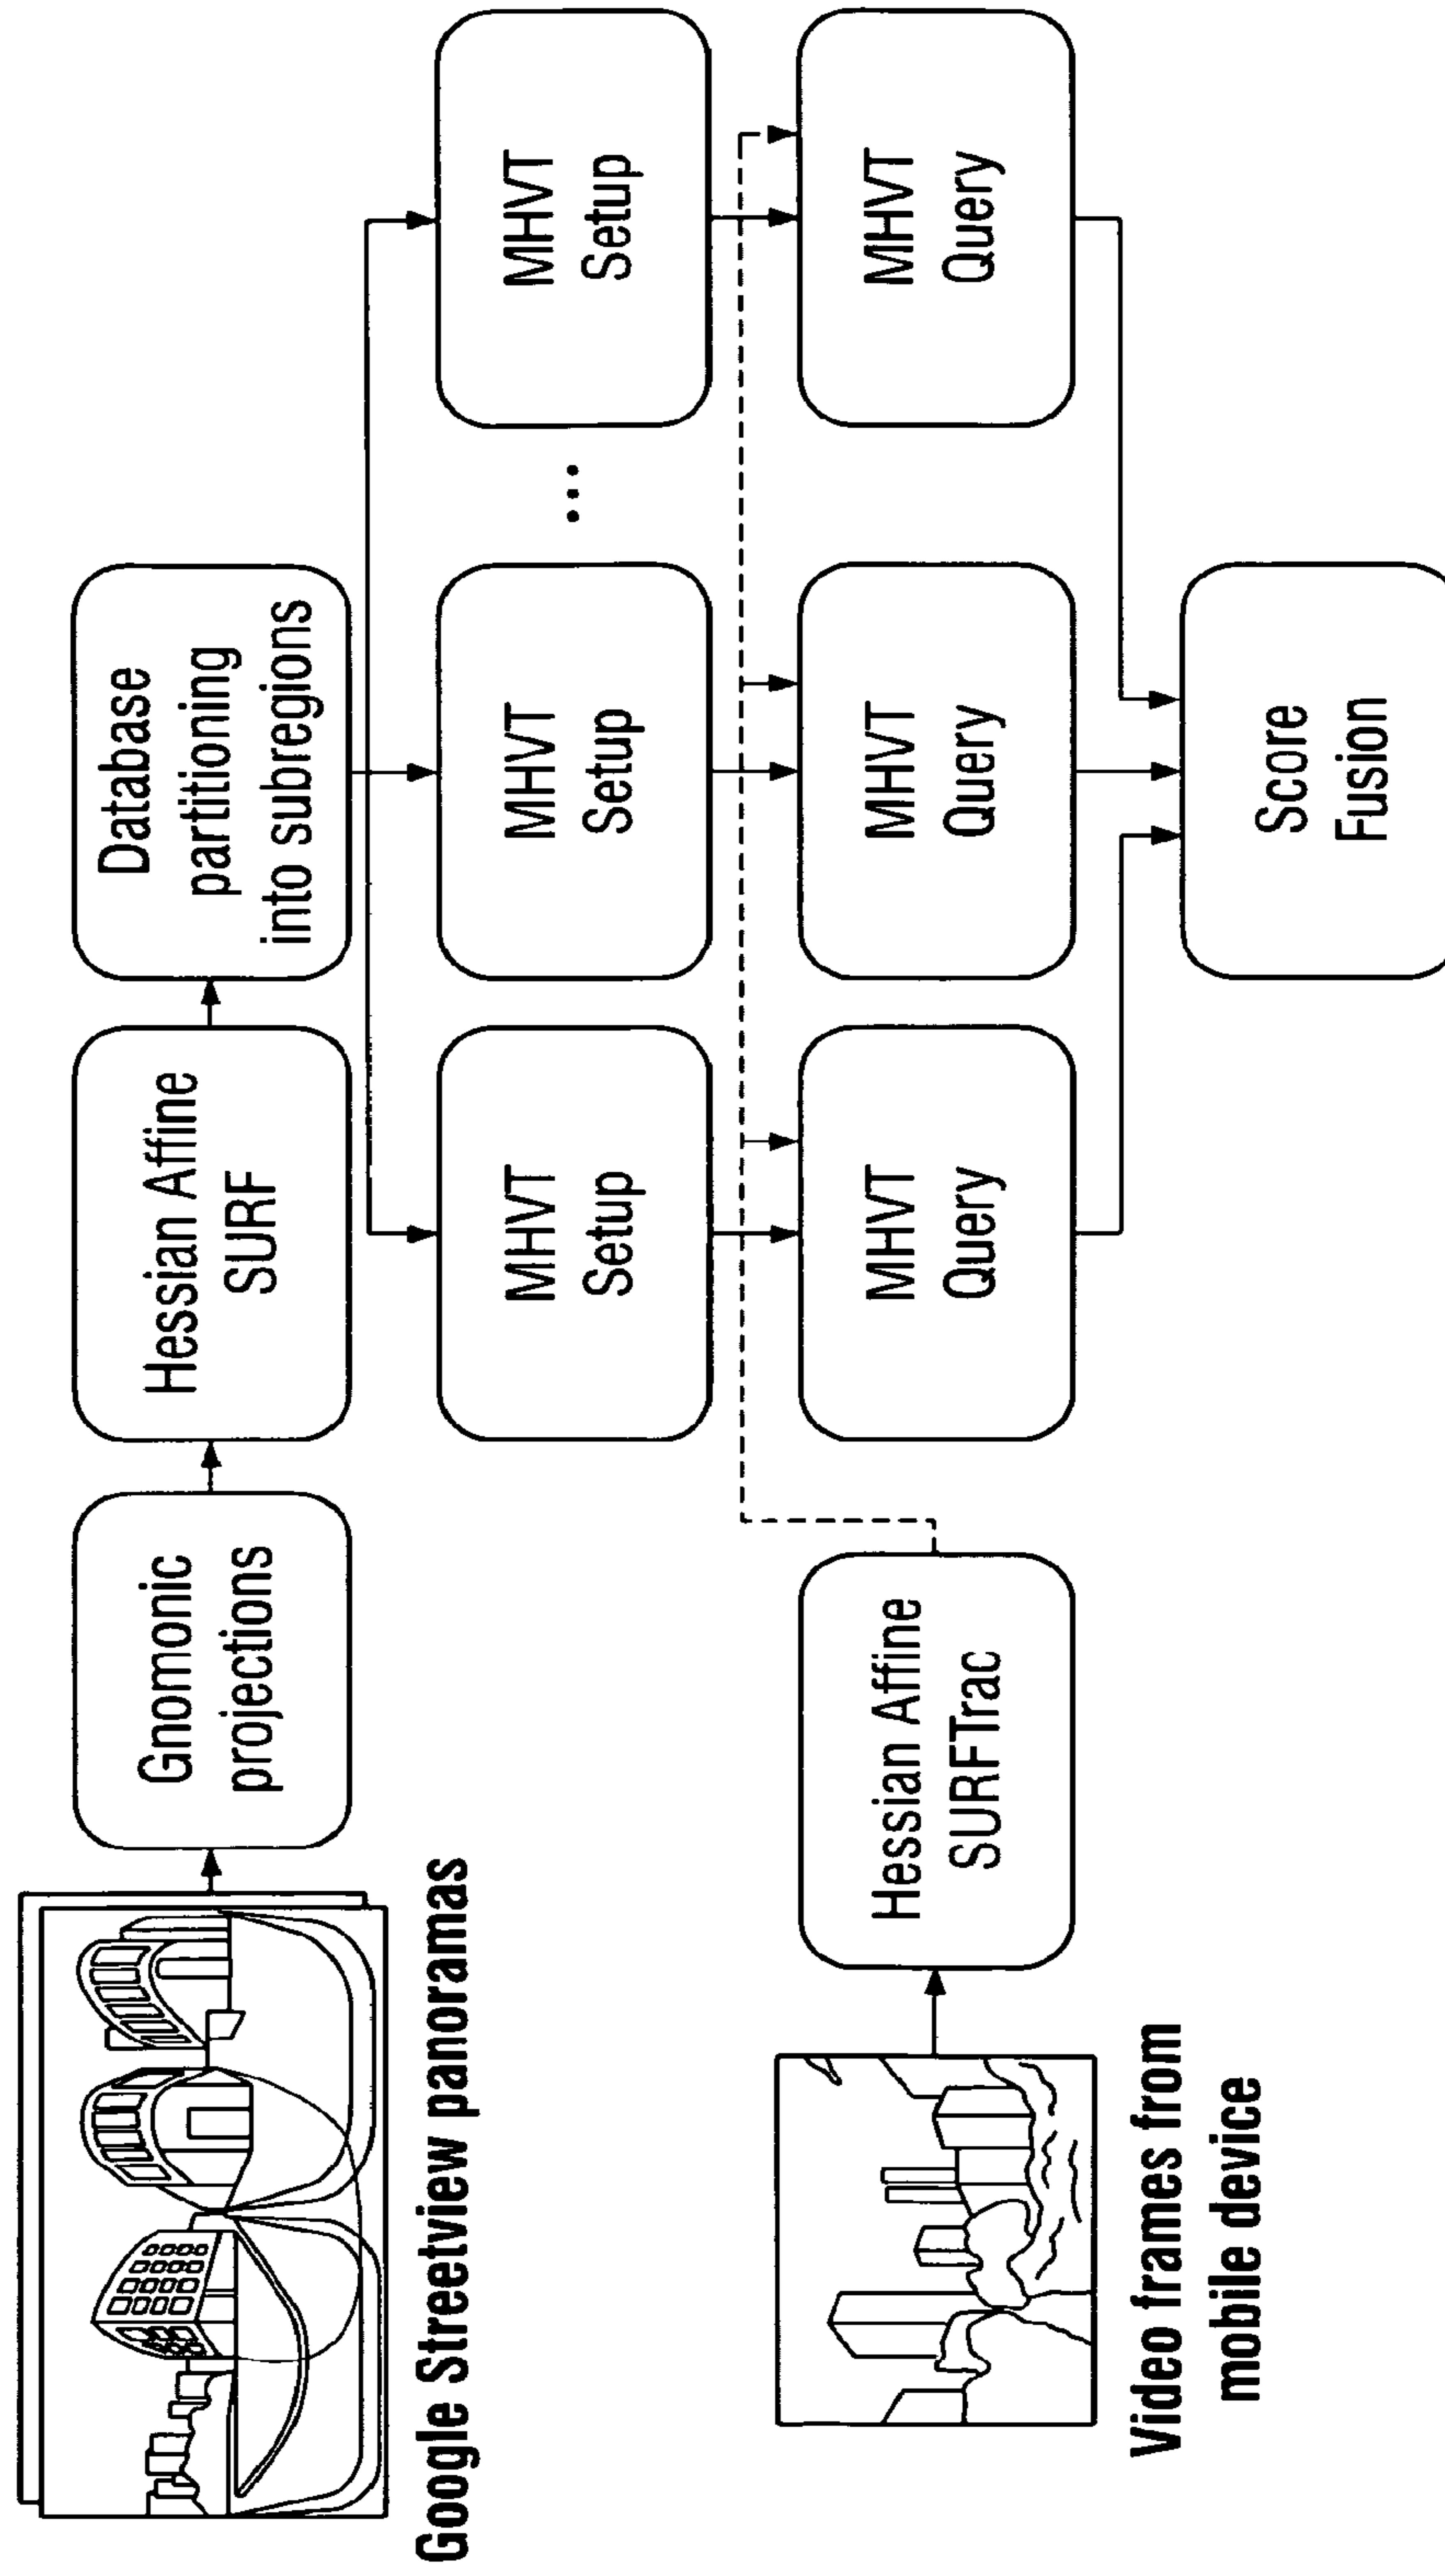 Google Streetview panoramas
Gnomonic
projections
Hessian Affine
SURF
Database
partitioning
into subregions
MHVT
Setup
MHVT
Setup
...
MHVT
Setup
Video frames from
mobile device
Hessian Affine
SURFTrac
MHVT
Query
MHVT
Query
MHVT
Query
Score
Fusion